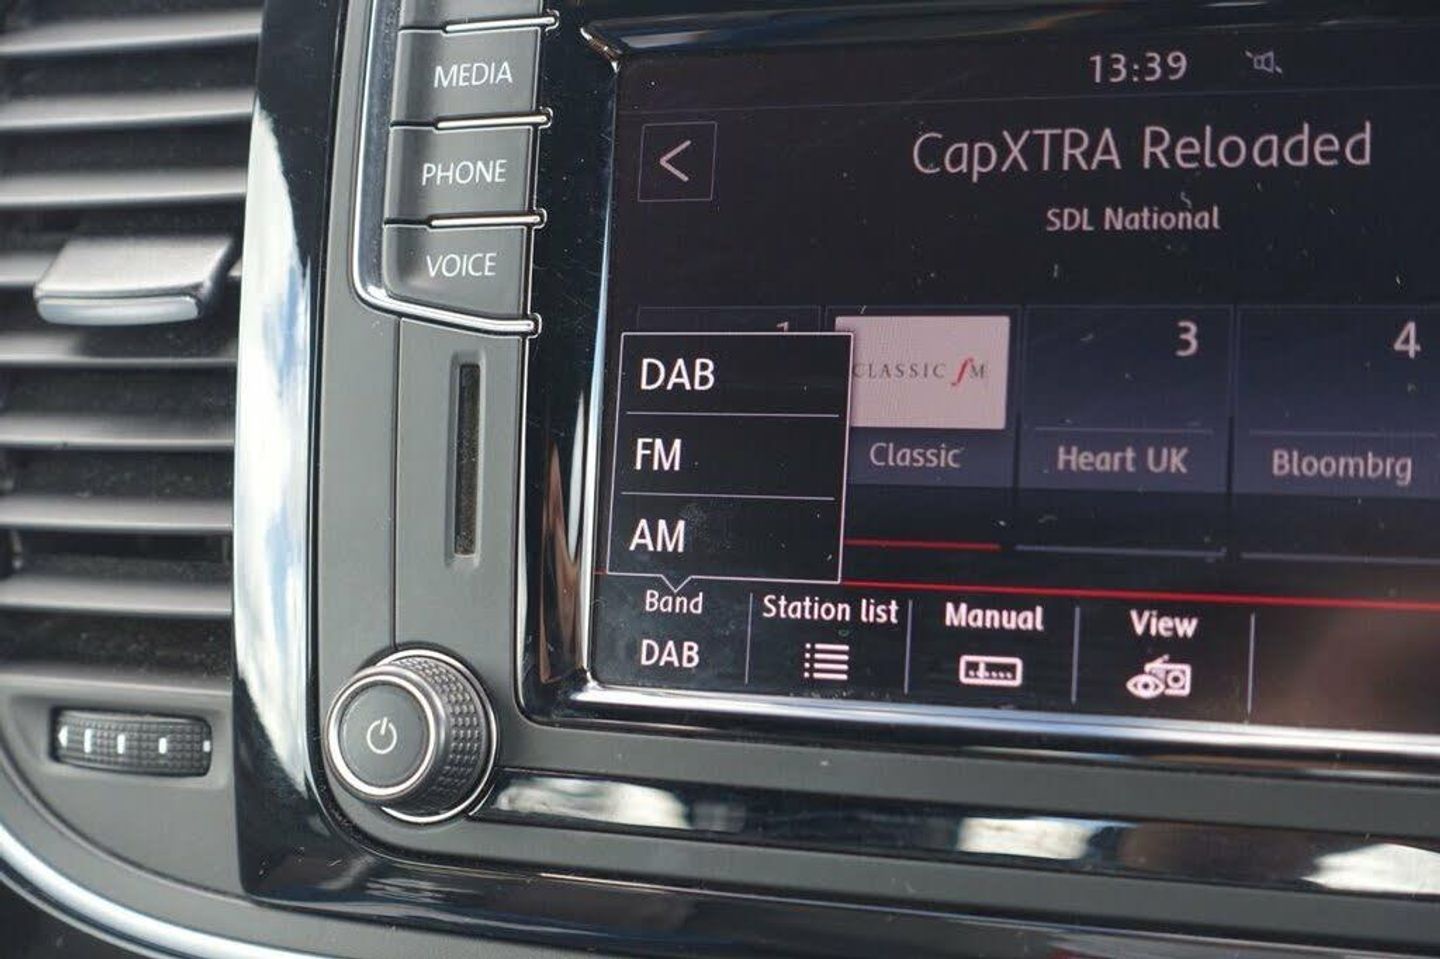 MEDIA
PHONE
VOICE
13:39
CapXTRA Reloaded
SDL National
1
3
4
CLASSIC fM
Classic
Heart UK
Bloombrg
DAB
FM
AM
Band
DAB
Station list
Manual
View